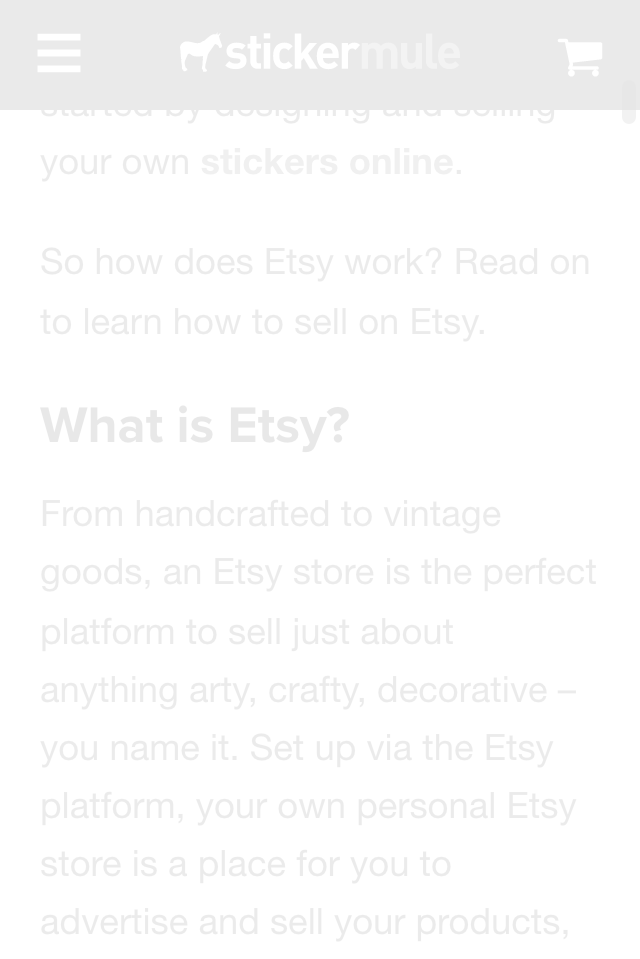 stickermule
started by designing and selling
your own stickers online.
So how does Etsy work? Read on
to learn how to sell on Etsy.
What is Etsy?
From handcrafted to vintage
goods, an Etsy store is the perfect
platform to sell just about
anything arty, crafty, decorative –
you name it. Set up via the Etsy
platform, your own personal Etsy
store is a place for you to
advertise and sell your products,